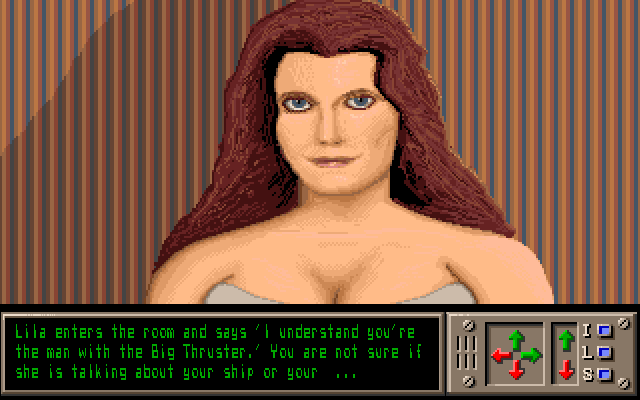 Lila enters the room and says 'I understand you're
the man with the Big Thruster.' You are not sure if
she is talking about your ship or your ...
I
L
S